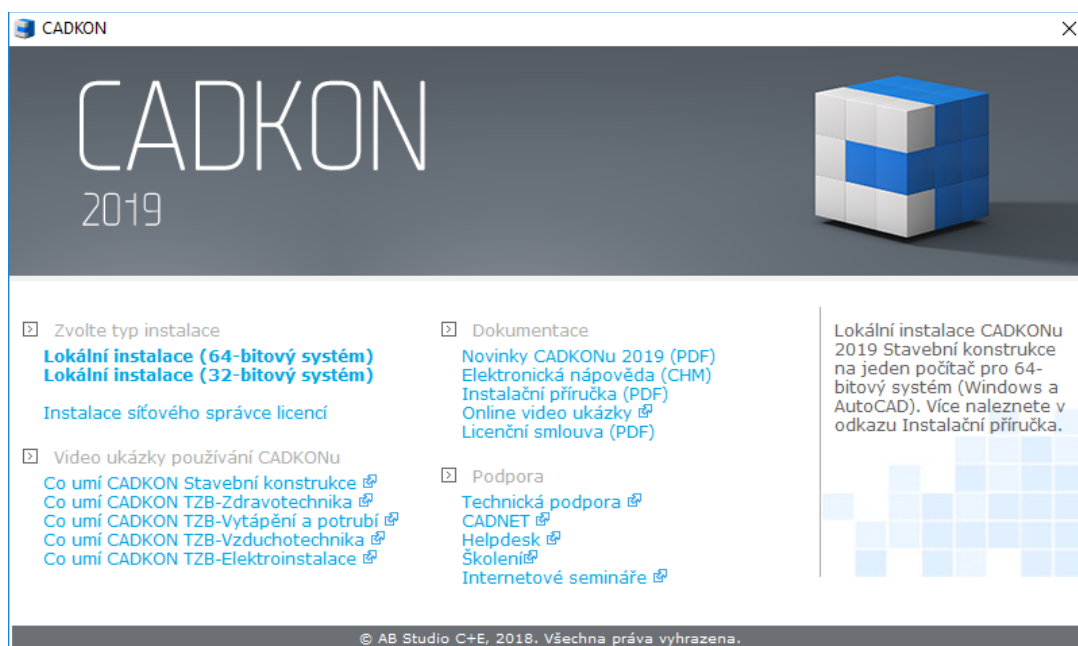 CADKON
CADKON
2019
Zvolte typ instalace
Lokální instalace (64-bitový systém)
Lokální instalace (32-bitový systém)
Instalace síťového správce licencí
Video ukázky používání CADKONu
Co umí CADKON Stavební konstrukce
Co umí CADKON TZB-Zdravotechnika
Co umí CADKON TZB-Vytápění a potrubí
Co umí CADKON TZB-Vzduchotechnika
Co umí CADKON TZB-Elektroinstalace
Dokumentace
Novinky CADKONu 2019 (PDF)
Elektronická nápověda (CHM)
Instalační příručka (PDF)
Online video ukázky
Licenční smlouva (PDF)
Podpora
Technická podpora
CADNET
Helpdesk
Školení
Internetové semináře
Lokální instalace CADKONu
2019 Stavební konstrukce
na jeden počítač pro 64-
bitový systém (Windows a
AutoCAD). Více naleznete v
odkazu Instalační příručka.
© AB Studio C+E, 2018. Všechna práva vyhrazena.